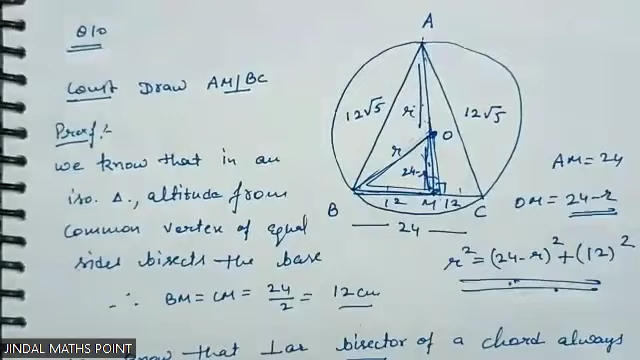 Q10
Const Draw AM⊥BC
Proof:-
we know that in an
iso. Δ., altitude from
common vertex of equal
sides bisects the base
∴ BM = CM = 24/2 = 12 cm
know that ⊥ar bisector of a chord always
A
12√5
12√5
r
O
r
24-r
B
12
M
12
C
24
AM = 24
OM = 24-r
r² = (24-r)² + (12)²
JINDAL MATHS POINT